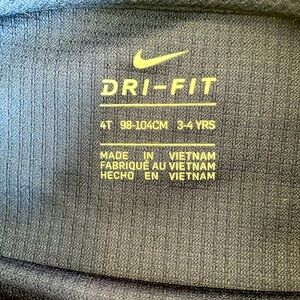 DRI-FIT
4T 98-104CM 3-4 YRS
MADE IN VIETNAM
FABRIQUÉ AU VIETNAM
HECHO EN VIETNAM